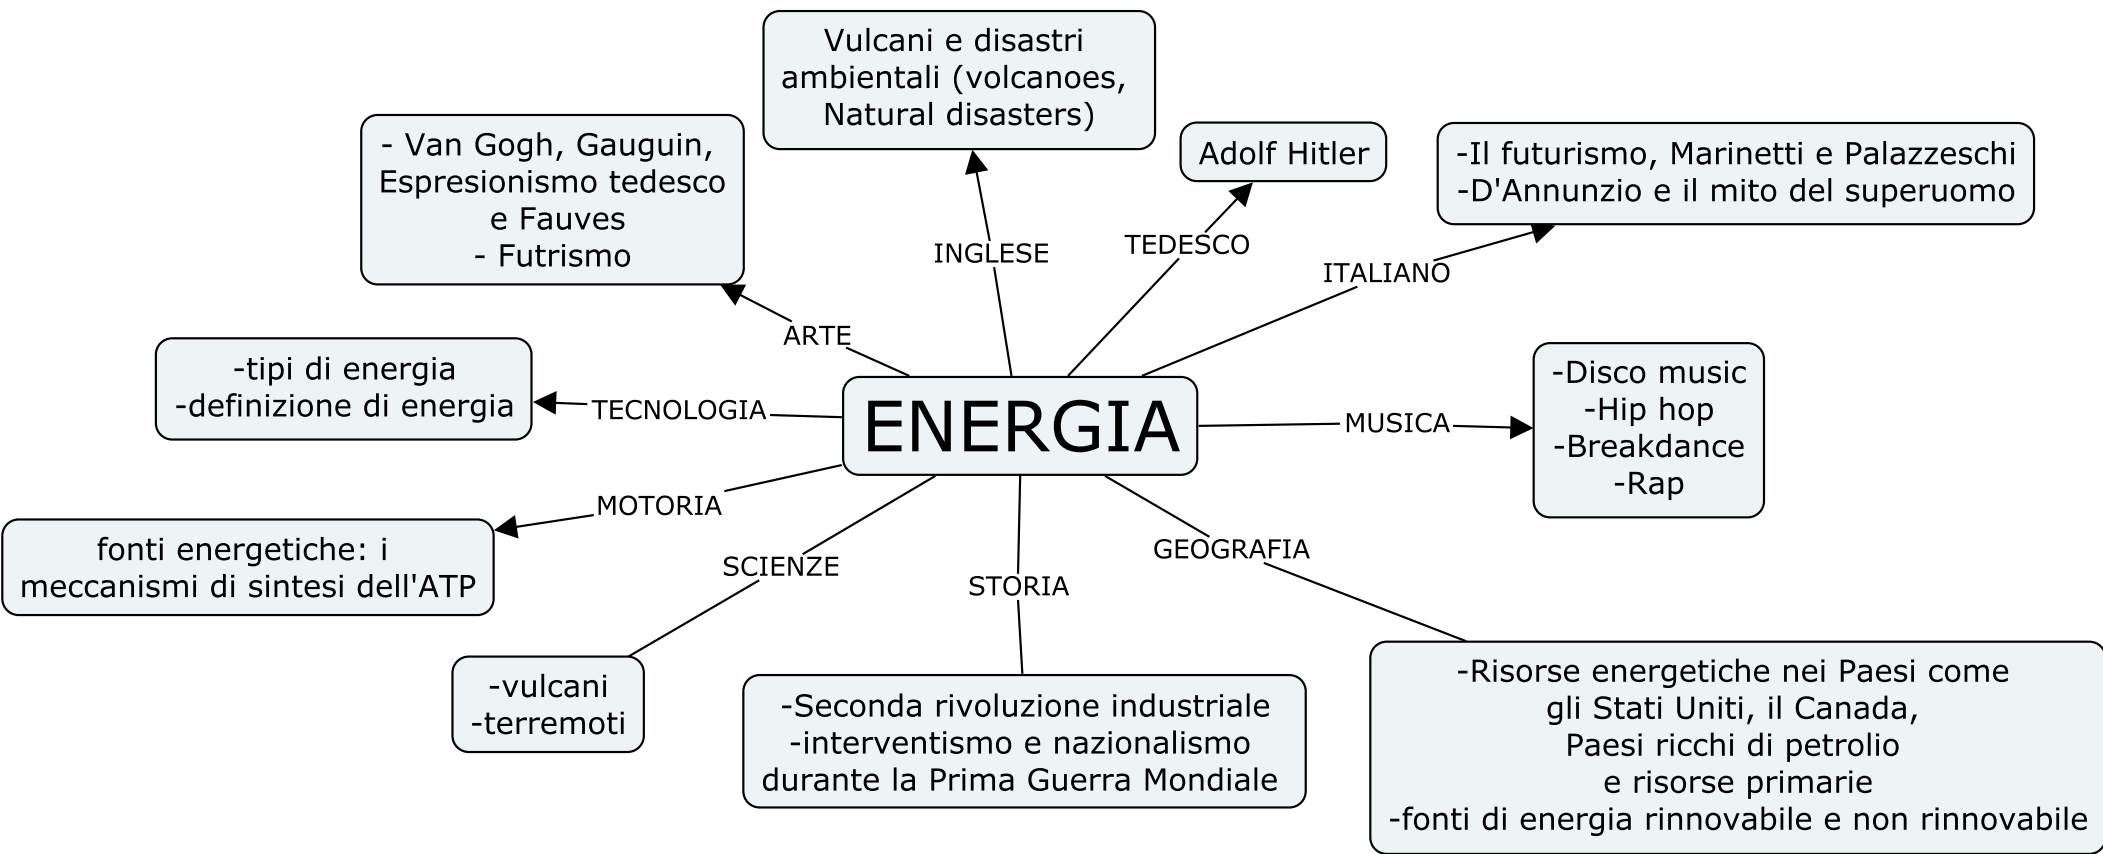 Vulcani e disastri
ambientali (volcanoes,
Natural disasters)
- Van Gogh, Gauguin,
Espresionismo tedesco
e Fauves
- Futrismo
Adolf Hitler
-Il futurismo, Marinetti e Palazzeschi
-D'Annunzio e il mito del superuomo
INGLESE
TEDESCO
ITALIANO
ARTE
-tipi di energia
-definizione di energia
TECNOLOGIA
ENERGIA
MUSICA
-Disco music
-Hip hop
-Breakdance
-Rap
MOTORIA
fonti energetiche: i
meccanismi di sintesi dell'ATP
SCIENZE
STORIA
GEOGRAFIA
-vulcani
-terremoti
-Seconda rivoluzione industriale
-interventismo e nazionalismo
durante la Prima Guerra Mondiale
-Risorse energetiche nei Paesi come
gli Stati Uniti, il Canada,
Paesi ricchi di petrolio
e risorse primarie
-fonti di energia rinnovabile e non rinnovabile